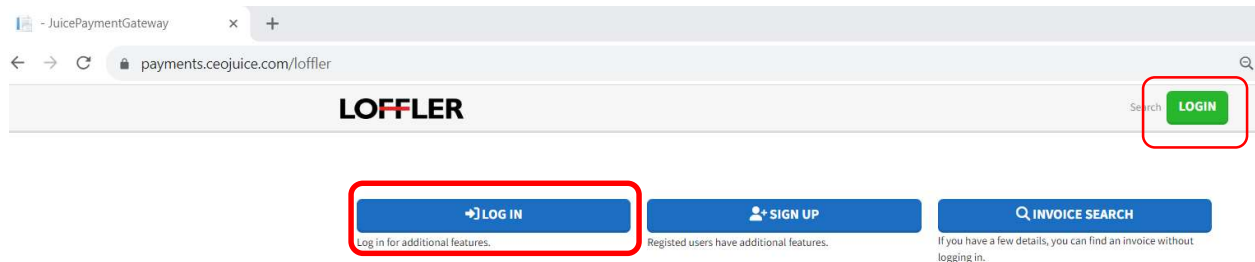 - JuicePaymentGateway
payments.ceojuice.com/loffler
LOFFLER
Search LOGIN
LOG IN
Log in for additional features.
SIGN UP
Registed users have additional features.
INVOICE SEARCH
If you have a few details, you can find an invoice without
logging in.